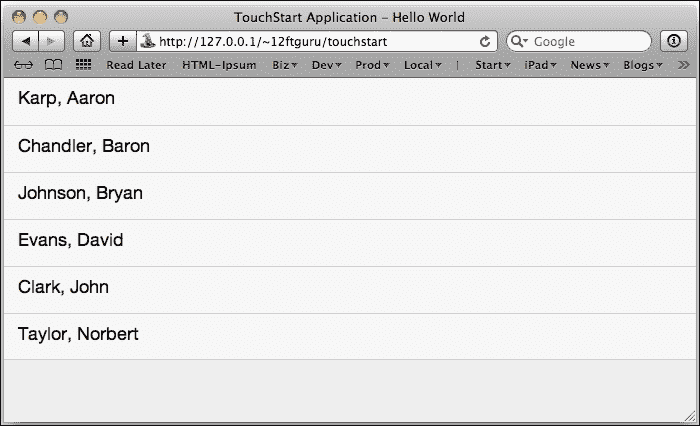 TouchStart Application – Hello World
http://127.0.0.1/~12ftguru/touchstart
Google
Read Later HTML-Ipsum Biz Dev Prod Local Start iPad News Blogs
Karp, Aaron
Chandler, Baron
Johnson, Bryan
Evans, David
Clark, John
Taylor, Norbert